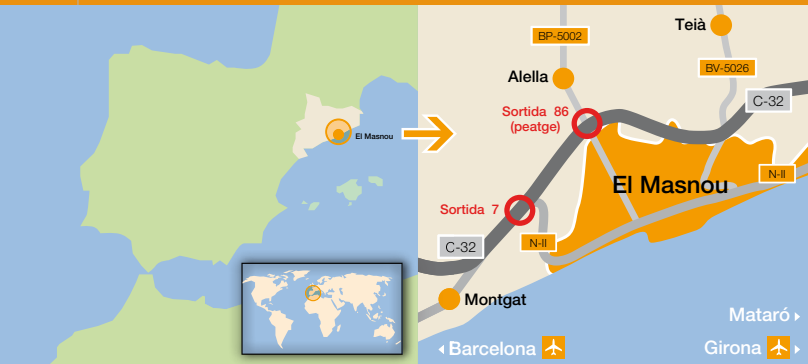 El Masnou
BP-5002
Teià
BV-5026
Alella
C-32
Sortida 86
(peatge)
El Masnou
N-II
Sortida 7
N-II
C-32
Montgat
Mataró
Barcelona
Girona